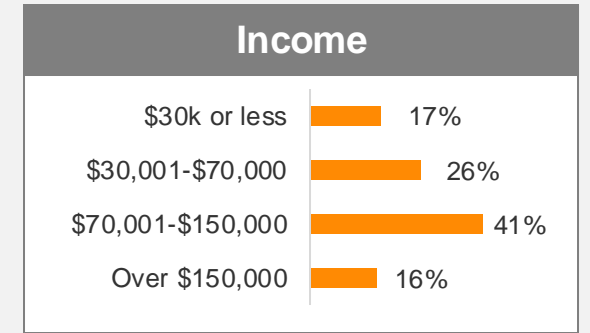 Income
$30k or less 17%
$30,001-$70,000 26%
$70,001-$150,000 41%
Over $150,000 16%